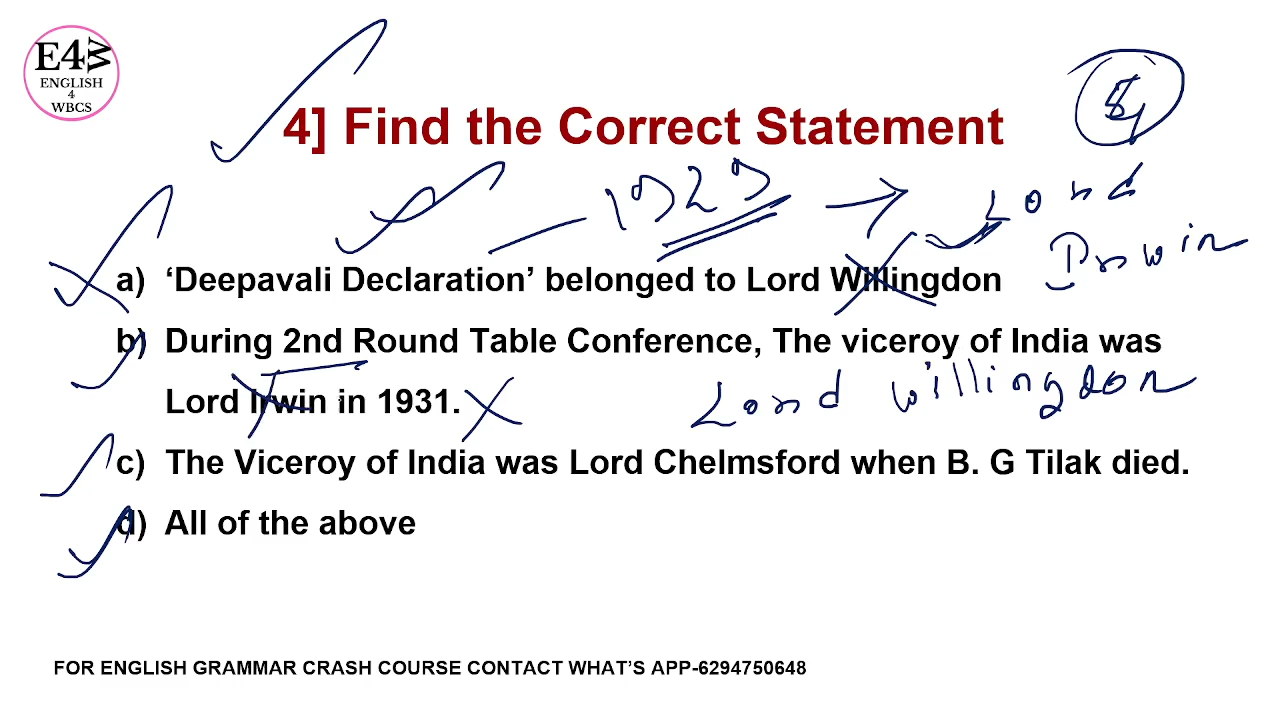 E4W
ENGLISH
4
WBCS
4] Find the Correct Statement
1929 → Lord
Irwin
a) ‘Deepavali Declaration’ belonged to Lord Willingdon
b) During 2nd Round Table Conference, The viceroy of India was
Lord Irwin in 1931.
Lord Willingdon
c) The Viceroy of India was Lord Chelmsford when B. G Tilak died.
d) All of the above
FOR ENGLISH GRAMMAR CRASH COURSE CONTACT WHAT’S APP-6294750648